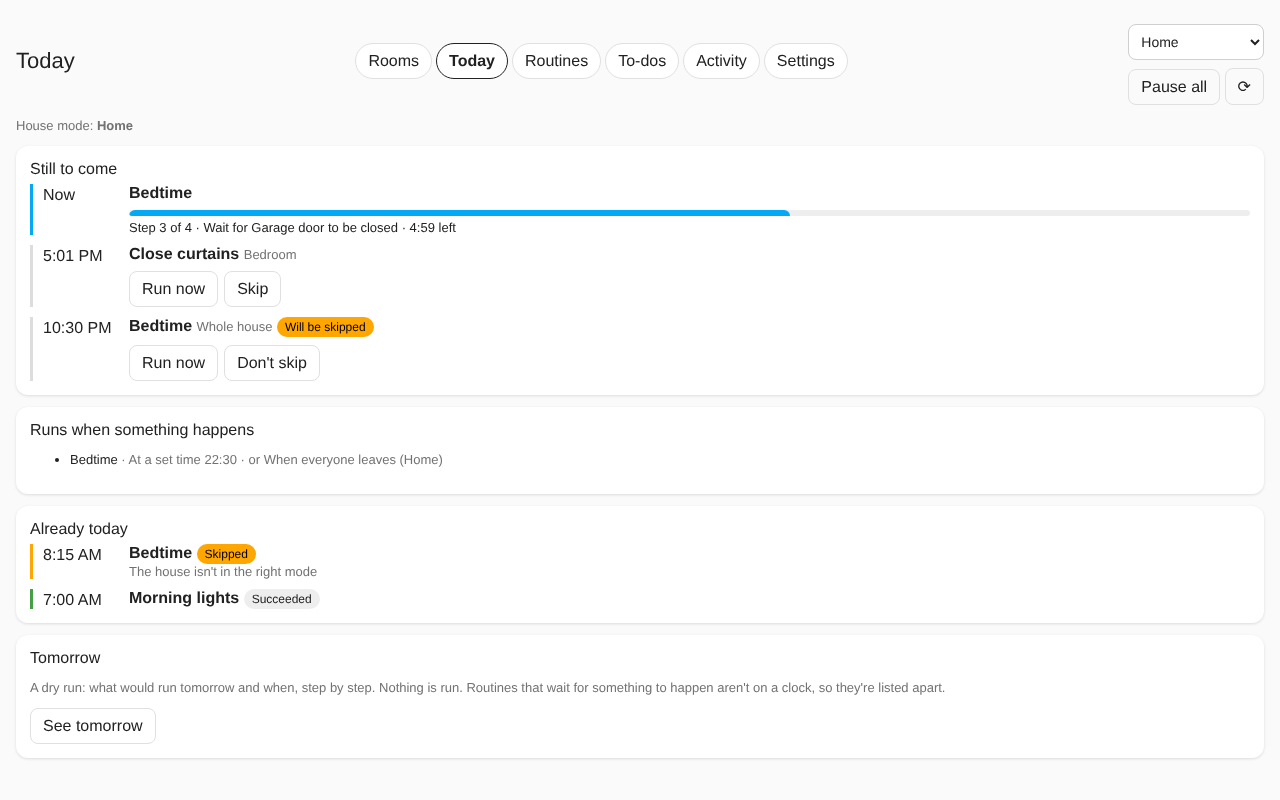 Today
Rooms
Today
Routines
To-dos
Activity
Settings
Home
Pause all
⟳
House mode: Home
Still to come
Now
Bedtime
Step 3 of 4 · Wait for Garage door to be closed · 4:59 left
5:01 PM
Close curtains Bedroom
Run now
Skip
10:30 PM
Bedtime Whole house Will be skipped
Run now
Don't skip
Runs when something happens
• Bedtime · At a set time 22:30 · or When everyone leaves (Home)
Already today
8:15 AM
Bedtime Skipped
The house isn't in the right mode
7:00 AM
Morning lights Succeeded
Tomorrow
A dry run: what would run tomorrow and when, step by step. Nothing is run. Routines that wait for something to happen aren't on a clock, so they're listed apart.
See tomorrow